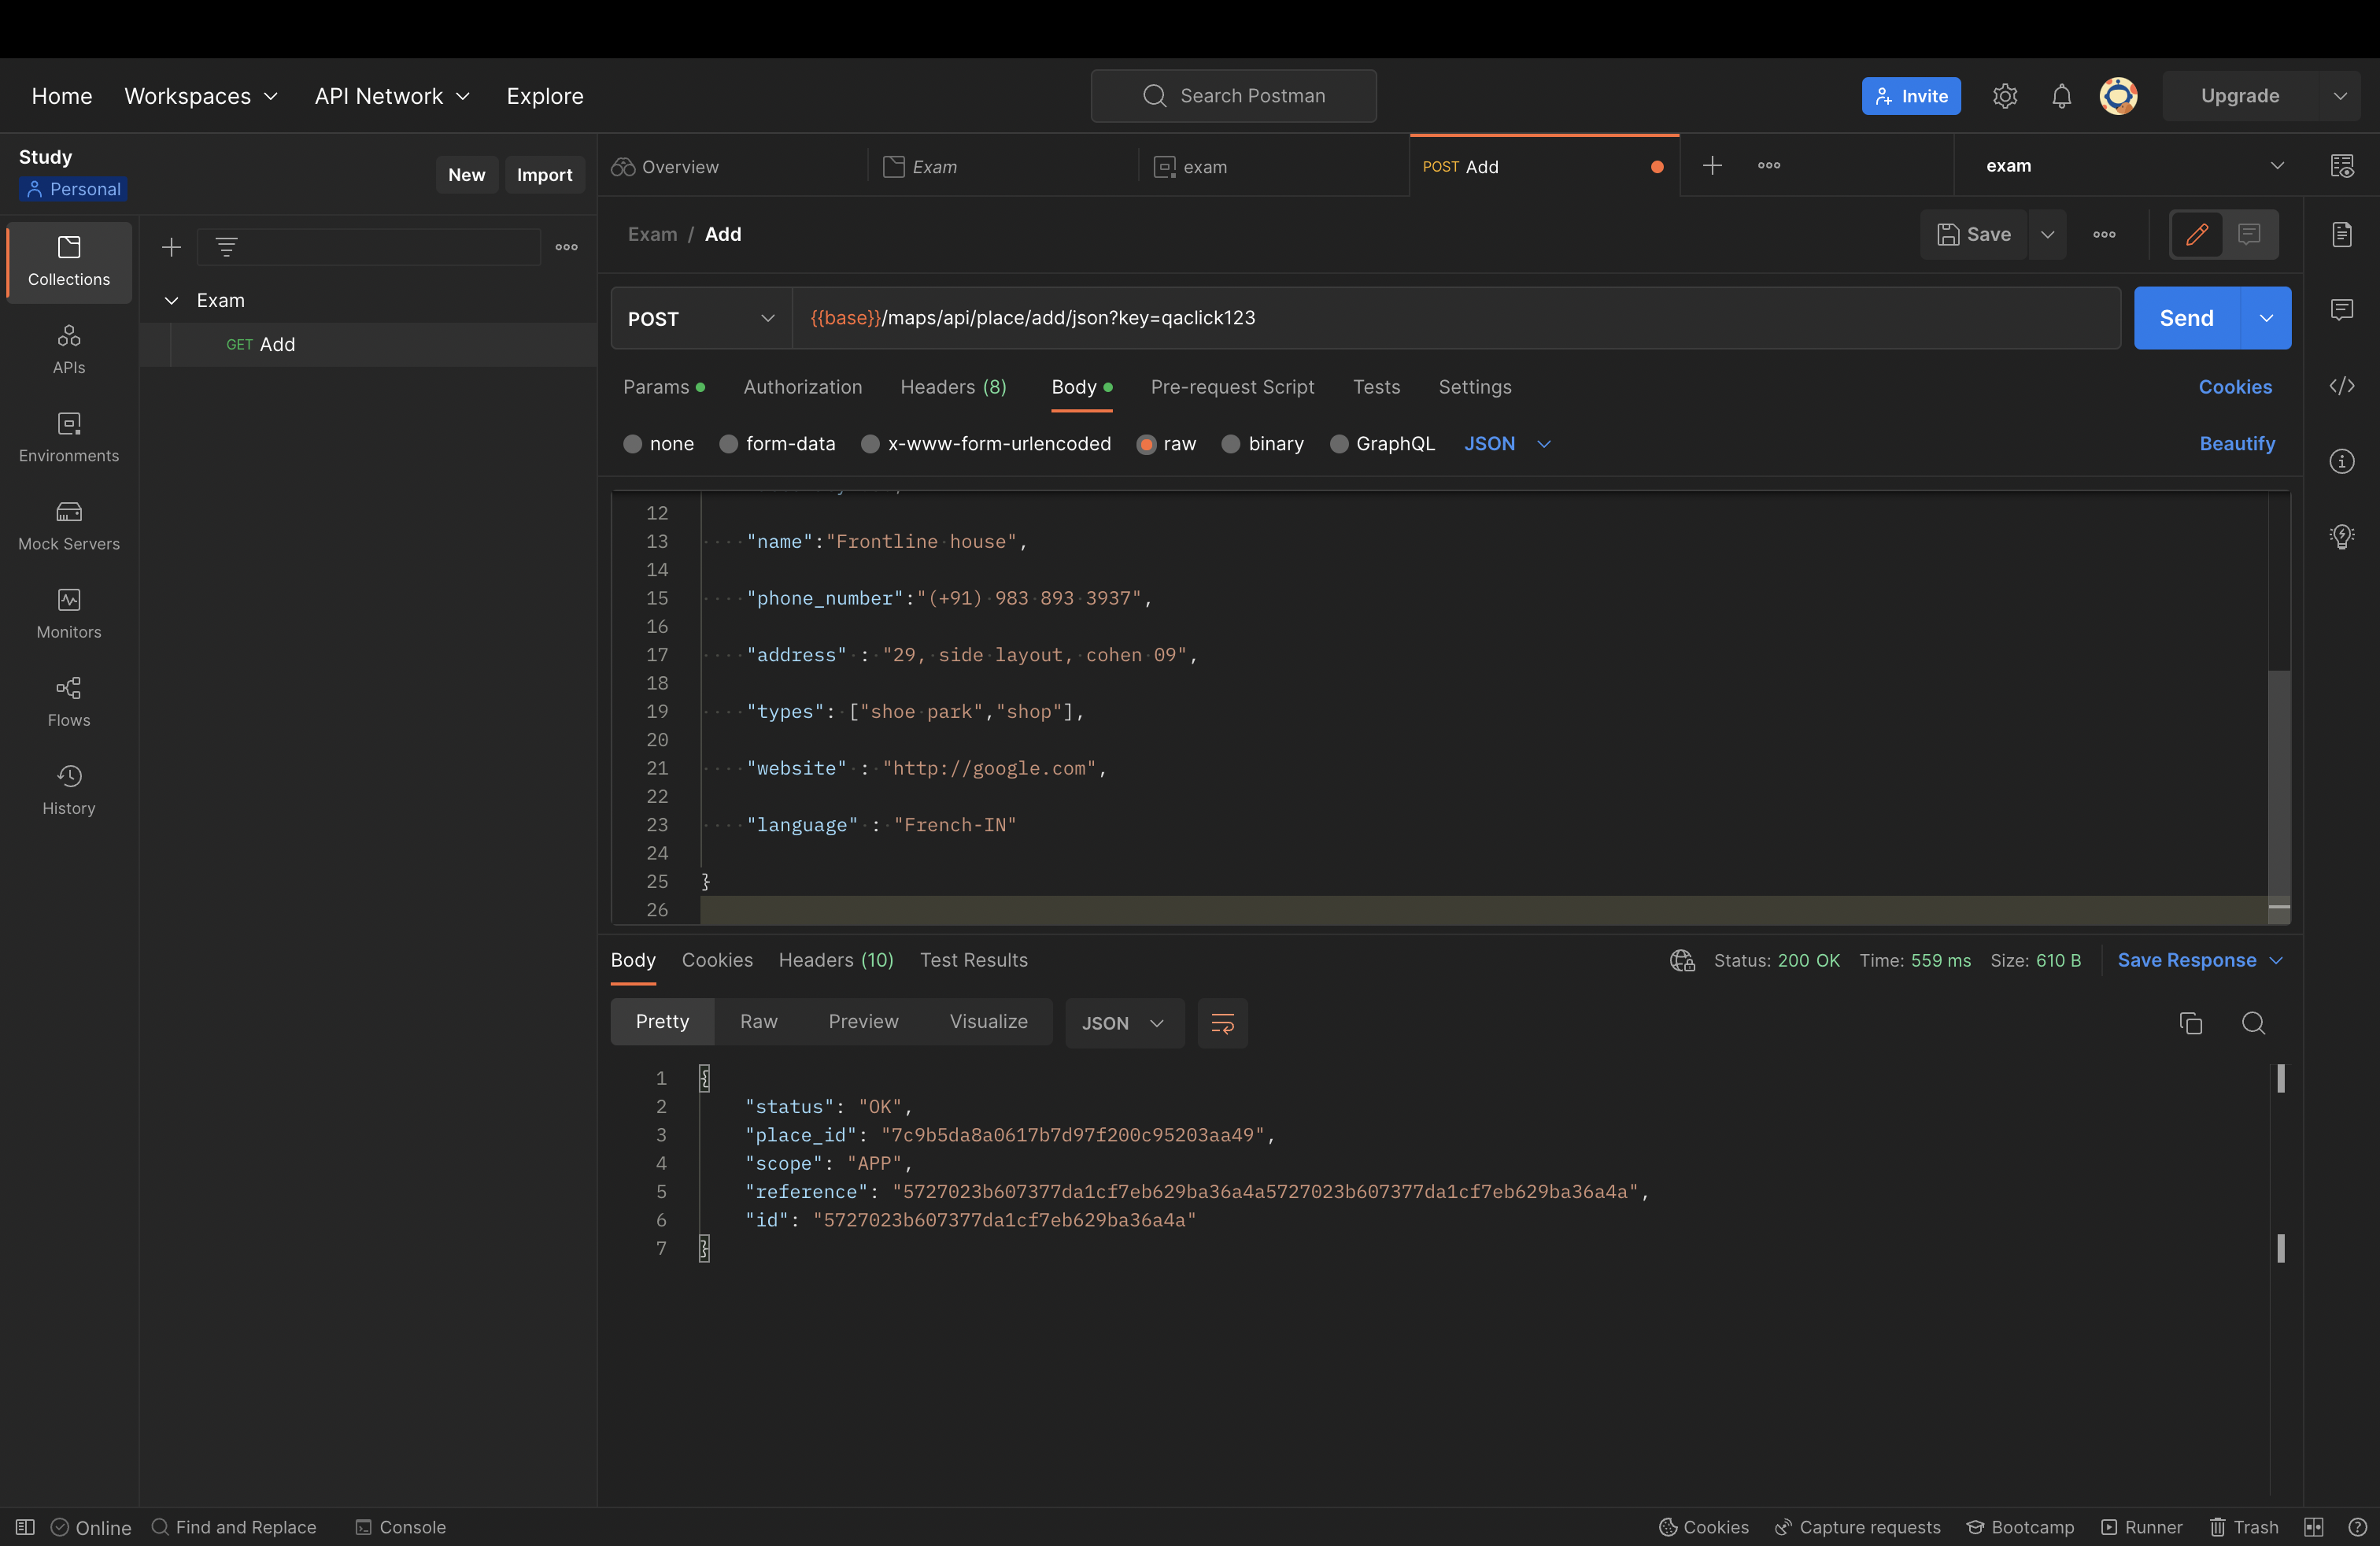 Home Workspaces API Network Explore Search Postman Invite Upgrade
Study
Personal
New Import
Overview Exam exam POST Add exam
Collections
APIs
Environments
Mock Servers
Monitors
Flows
History
Exam
GET Add
Exam / Add Save
POST {{base}}/maps/api/place/add/json?key=qaclick123 Send
Params Authorization Headers (8) Body Pre-request Script Tests Settings Cookies
none form-data x-www-form-urlencoded raw binary GraphQL JSON Beautify
12
13 "name":"Frontline house",
14
15 "phone_number":"(+91) 983 893 3937",
16
17 "address" : "29, side layout, cohen 09",
18
19 "types": ["shoe park","shop"],
20
21 "website" : "http://google.com",
22
23 "language" : "French-IN"
24
25 }
26
Body Cookies Headers (10) Test Results Status: 200 OK Time: 559 ms Size: 610 B Save Response
Pretty Raw Preview Visualize JSON
1 {
2 "status": "OK",
3 "place_id": "7c9b5da8a0617b7d97f200c95203aa49",
4 "scope": "APP",
5 "reference": "5727023b607377da1cf7eb629ba36a4a5727023b607377da1cf7eb629ba36a4a",
6 "id": "5727023b607377da1cf7eb629ba36a4a"
7 }
Online Find and Replace Console Cookies Capture requests Bootcamp Runner Trash